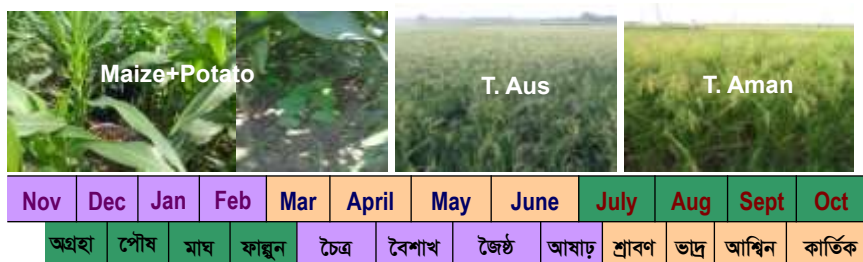 Maize+Potato T. Aus T. Aman
Nov Dec Jan Feb Mar April May June July Aug Sept Oct
অগ্রহা পৌষ মাঘ ফাল্গুন চৈত্র বৈশাখ জৈষ্ঠ আষাঢ় শ্রাবণ ভাদ্র আশ্বিন কার্তিক